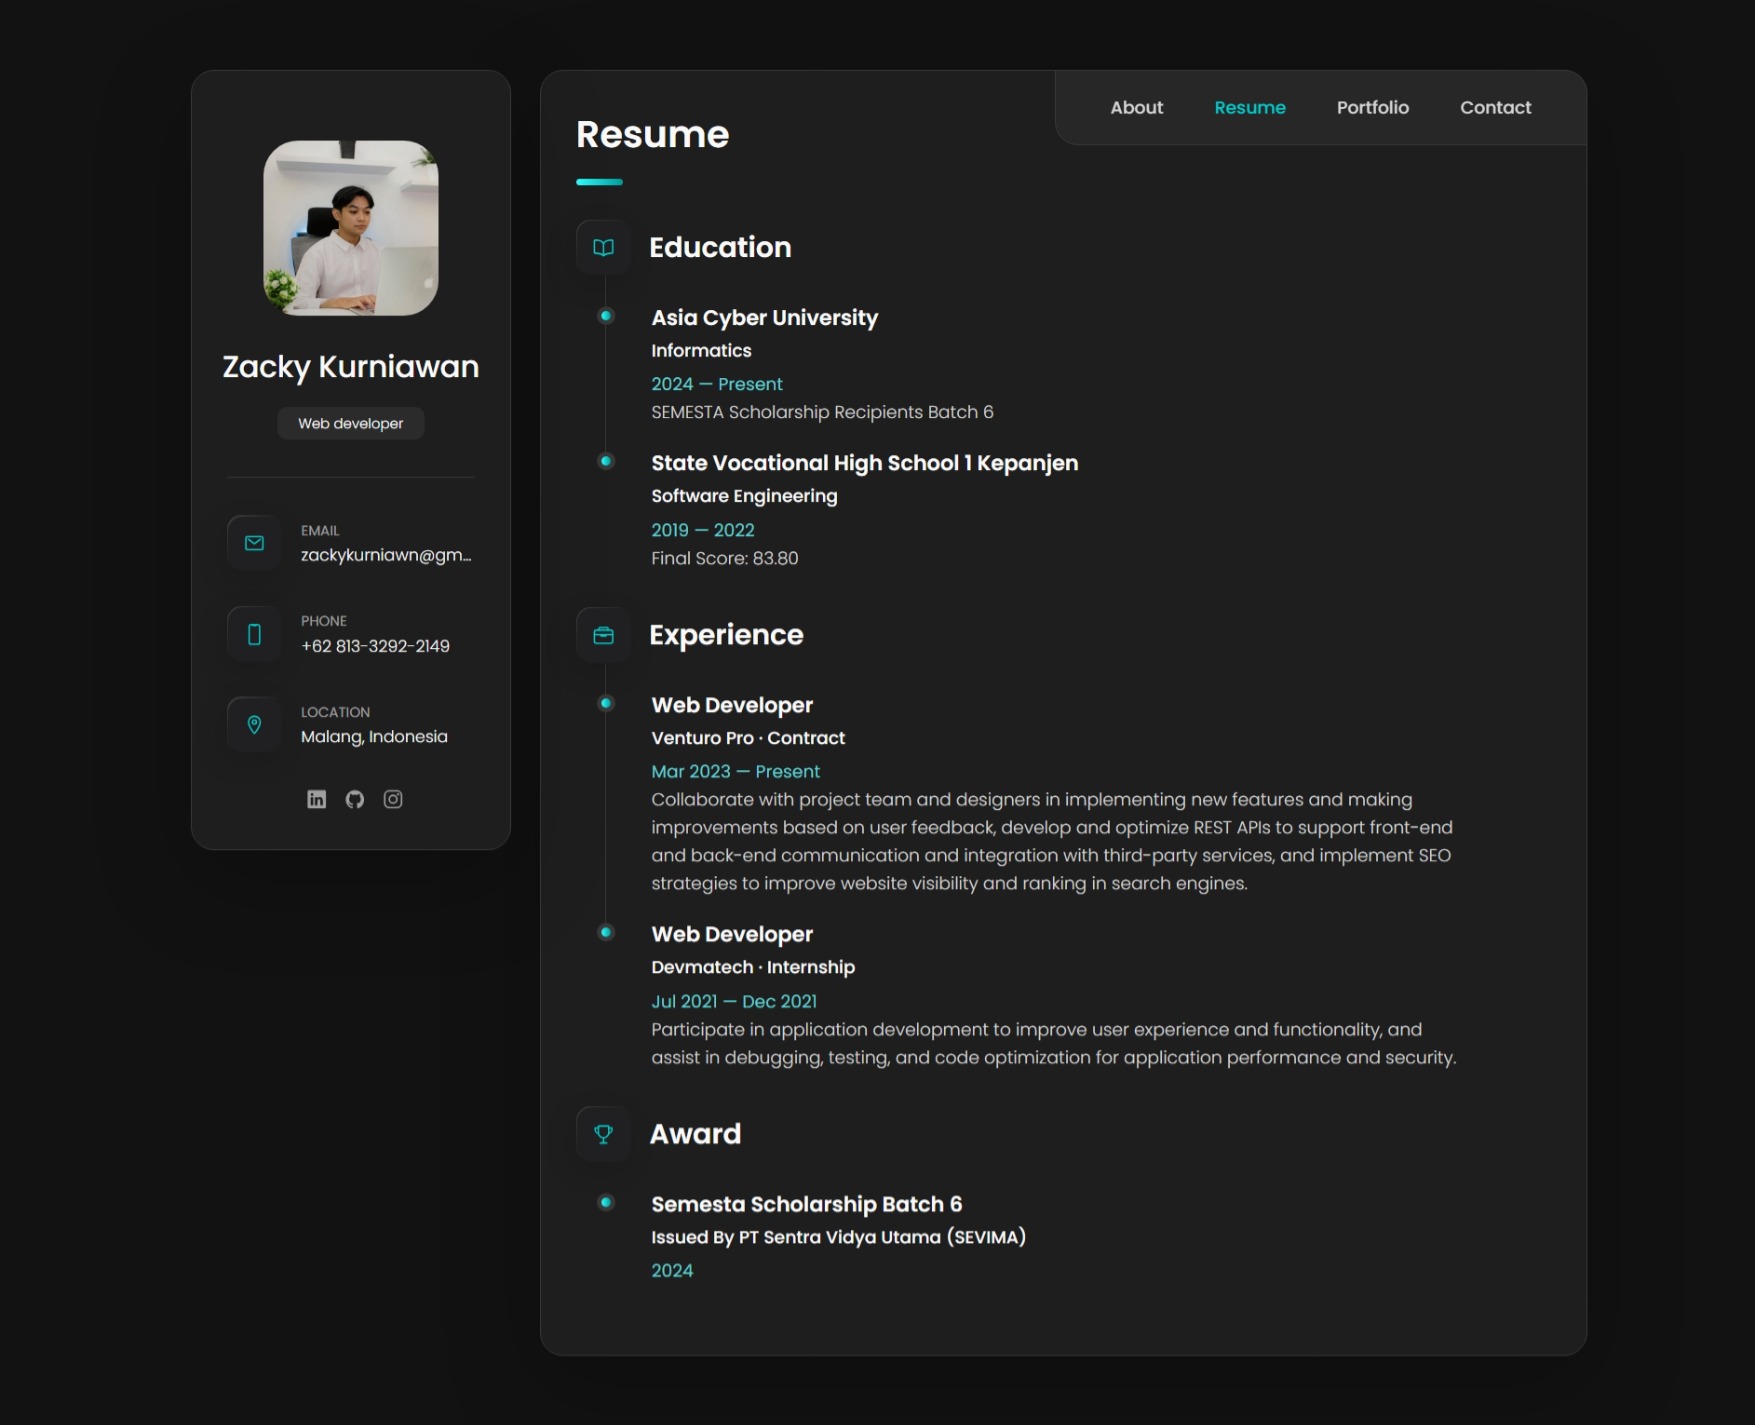 Zacky Kurniawan
Web developer
EMAIL
zackykurniawn@gm...
PHONE
+62 813-3292-2149
LOCATION
Malang, Indonesia
About
Resume
Portfolio
Contact
Resume
Education
Asia Cyber University
Informatics
2024 — Present
SEMESTA Scholarship Recipients Batch 6
State Vocational High School 1 Kepanjen
Software Engineering
2019 — 2022
Final Score: 83.80
Experience
Web Developer
Venturo Pro · Contract
Mar 2023 — Present
Collaborate with project team and designers in implementing new features and making
improvements based on user feedback, develop and optimize REST APIs to support front-end
and back-end communication and integration with third-party services, and implement SEO
strategies to improve website visibility and ranking in search engines.
Web Developer
Devmatech · Internship
Jul 2021 — Dec 2021
Participate in application development to improve user experience and functionality, and
assist in debugging, testing, and code optimization for application performance and security.
Award
Semesta Scholarship Batch 6
Issued By PT Sentra Vidya Utama (SEVIMA)
2024